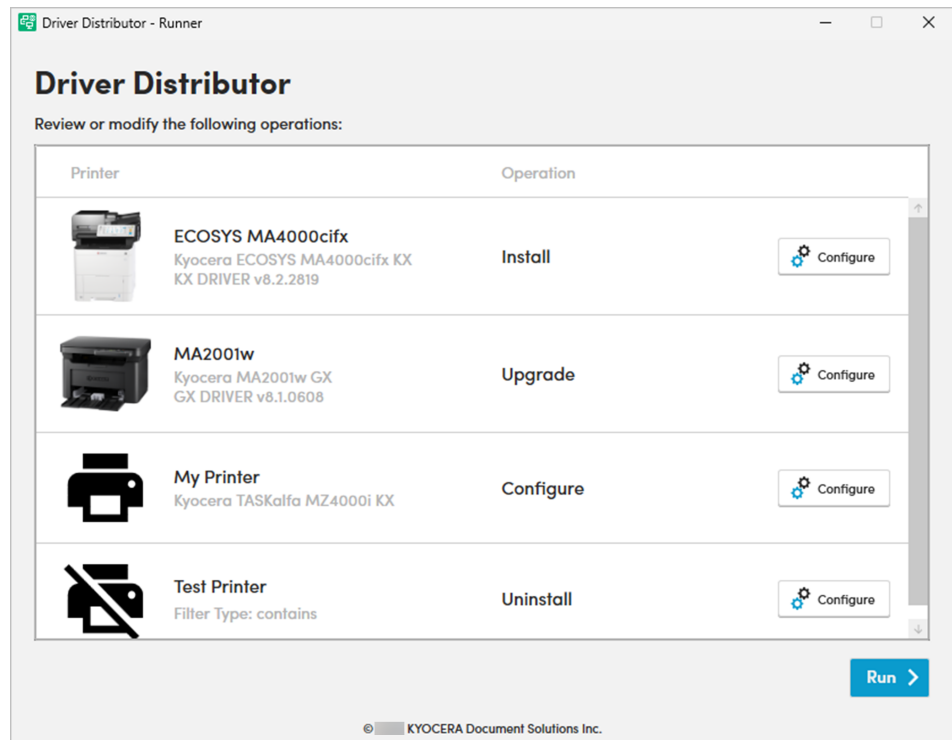 Driver Distributor - Runner
Driver Distributor
Review or modify the following operations:
Printer Operation
ECOSYS MA4000cifx
Kyocera ECOSYS MA4000cifx KX
KX DRIVER v8.2.2819
Install
Configure
MA2001w
Kyocera MA2001w GX
GX DRIVER v8.1.0608
Upgrade
Configure
My Printer
Kyocera TASKalfa MZ4000i KX
Configure
Configure
Test Printer
Filter Type: contains
Uninstall
Configure
Run
© KYOCERA Document Solutions Inc.